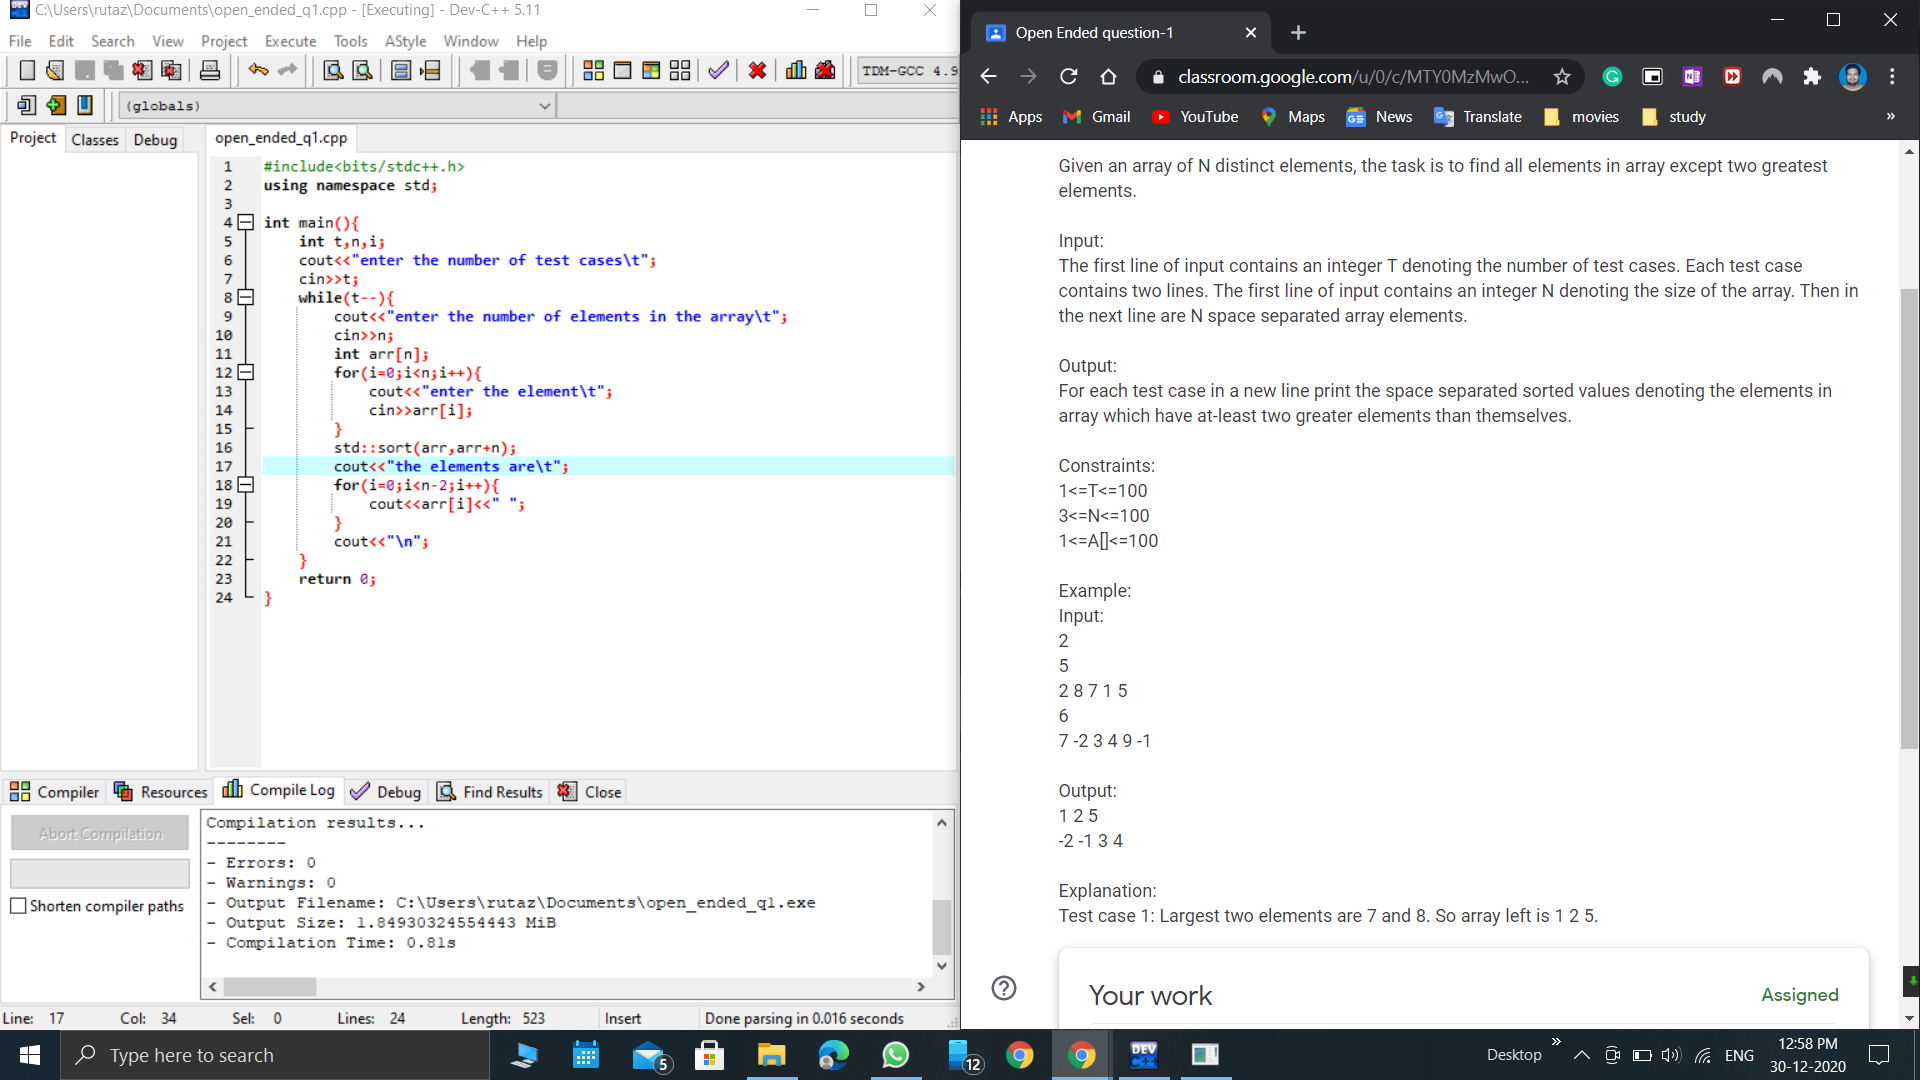 C:\Users\rutaz\Documents\open_ended_q1.cpp - [Executing] - Dev-C++ 5.11
File Edit Search View Project Execute Tools AStyle Window Help
TDM-GCC 4.9
(globals)
Project Classes Debug
open_ended_q1.cpp
1 #include<bits/stdc++.h>
2 using namespace std;
3
4 int main(){
5 int t,n,i;
6 cout<<"enter the number of test cases\t";
7 cin>>t;
8 while(t--){
9 cout<<"enter the number of elements in the array\t";
10 cin>>n;
11 int arr[n];
12 for(i=0;i<n;i++){
13 cout<<"enter the element\t";
14 cin>>arr[i];
15 }
16 std::sort(arr,arr+n);
17 cout<<"the elements are\t";
18 for(i=0;i<n-2;i++){
19 cout<<arr[i]<<" ";
20 }
21 cout<<"\n";
22 }
23 return 0;
24 }
Compiler Resources Compile Log Debug Find Results Close
Abort Compilation
Shorten compiler paths
Compilation results...
--------
- Errors: 0
- Warnings: 0
- Output Filename: C:\Users\rutaz\Documents\open_ended_q1.exe
- Output Size: 1.84930324554443 MiB
- Compilation Time: 0.81s
Line: 17 Col: 34 Sel: 0 Lines: 24 Length: 523 Insert Done parsing in 0.016 seconds
Open Ended question-1
classroom.google.com/u/0/c/MTY0MzMwO...
Apps Gmail YouTube Maps News Translate movies study »
Given an array of N distinct elements, the task is to find all elements in array except two greatest
elements.
Input:
The first line of input contains an integer T denoting the number of test cases. Each test case
contains two lines. The first line of input contains an integer N denoting the size of the array. Then in
the next line are N space separated array elements.
Output:
For each test case in a new line print the space separated sorted values denoting the elements in
array which have at-least two greater elements than themselves.
Constraints:
1<=T<=100
3<=N<=100
1<=A[]<=100
Example:
Input:
2
5
2 8 7 1 5
6
7 -2 3 4 9 -1
Output:
1 2 5
-2 -1 3 4
Explanation:
Test case 1: Largest two elements are 7 and 8. So array left is 1 2 5.
Your work
Assigned
Type here to search
5
12
DEV
Desktop » ENG
12:58 PM
30-12-2020